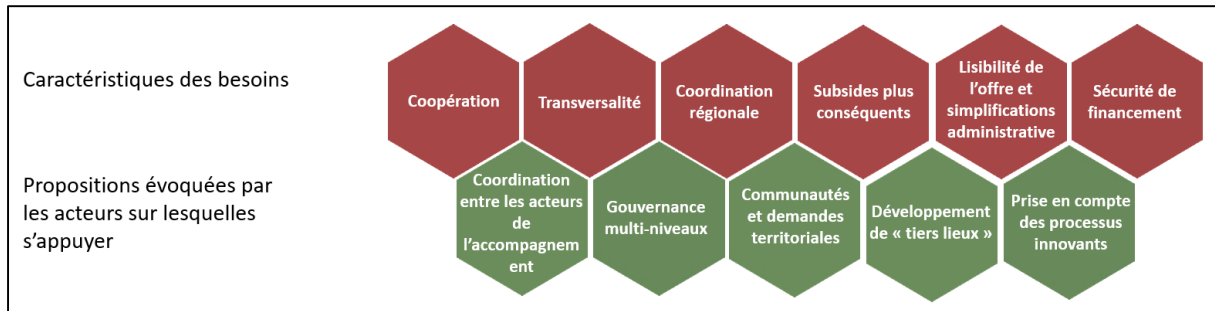 Caractéristiques des besoins
Coopération
Transversalité
Coordination
régionale
Subsides plus
conséquents
Lisibilité de
l'offre et
simplifications
administrative
Sécurité de
financement
Propositions évoquées par
les acteurs sur lesquelles
s'appuyer
Coordination
entre les acteurs
de
l'accompagnem
ent
Gouvernance
multi-niveaux
Communautés
et demandes
territoriales
Développement
de « tiers lieux »
Prise en compte
des processus
innovants